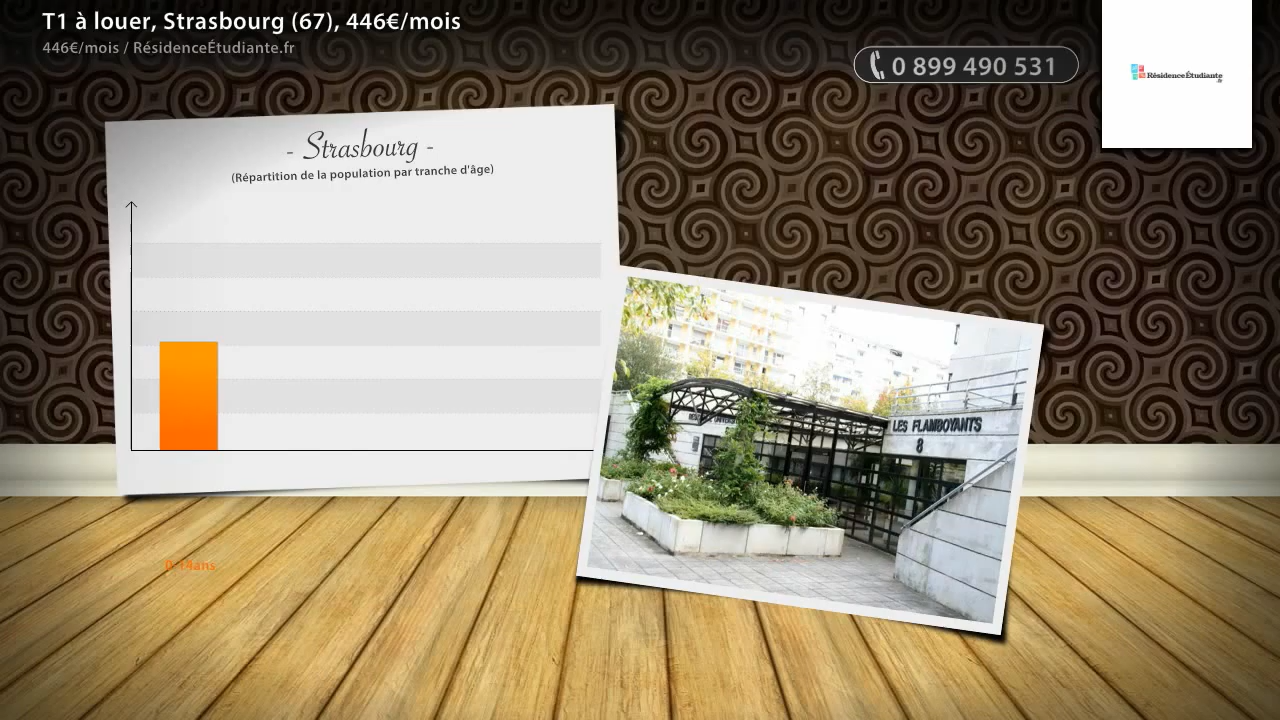 T1 à louer, Strasbourg (67), 446€/mois
446€/mois / RésidenceÉtudiante.fr
0 899 490 531
RésidenceÉtudiante
.fr
- Strasbourg -
(Répartition de la population par tranche d'âge)
LES FLAMBOYANTS
8
0-14ans